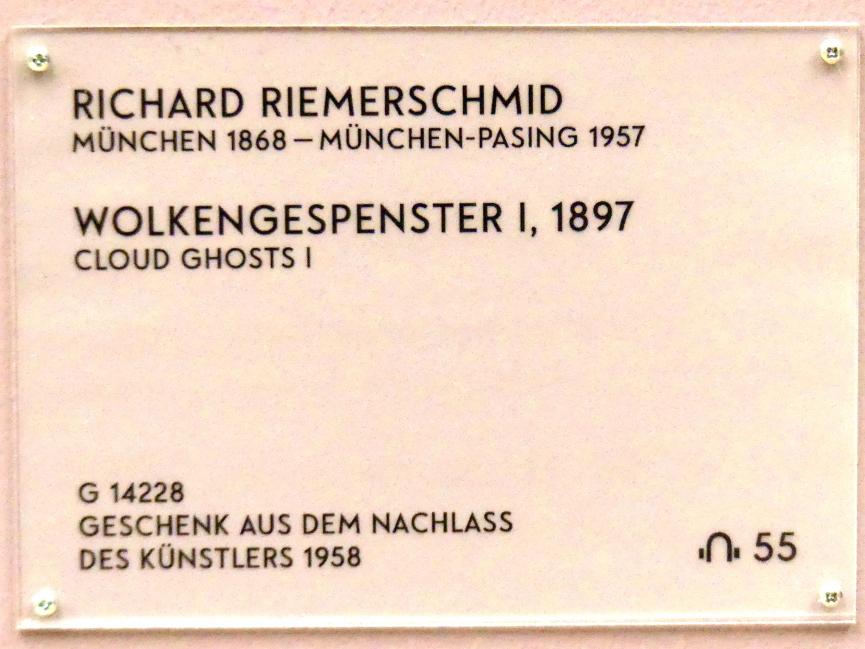 RICHARD RIEMERSCHMID
MÜNCHEN 1868 – MÜNCHEN-PASING 1957
WOLKENGESPENSTER I, 1897
CLOUD GHOSTS I
G 14228
GESCHENK AUS DEM NACHLASS
DES KÜNSTLERS 1958
55